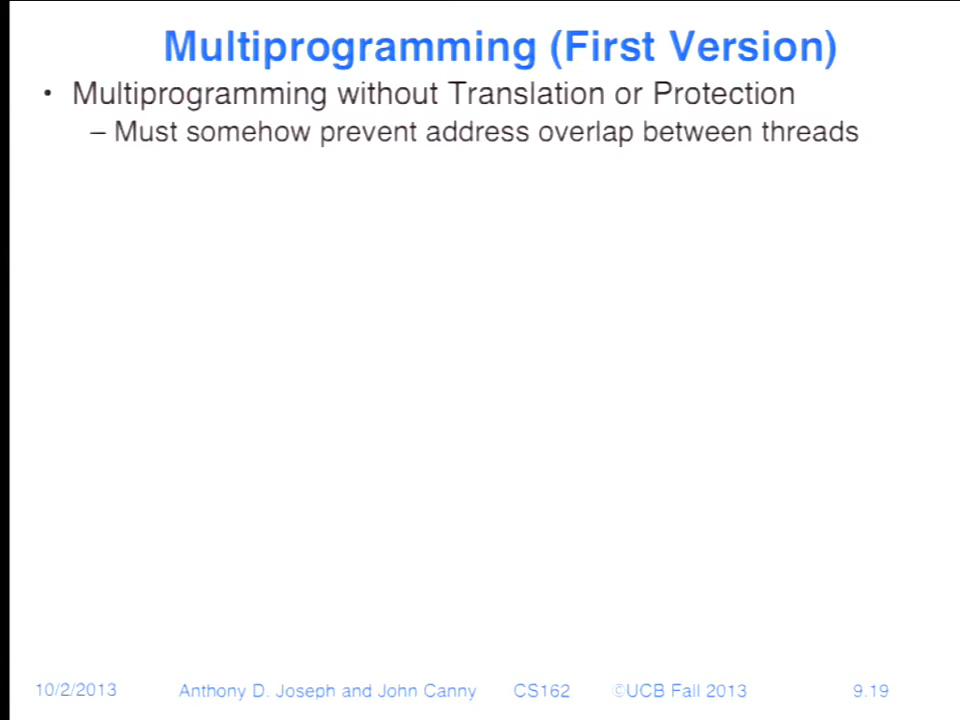 Multiprogramming (First Version)
• Multiprogramming without Translation or Protection
– Must somehow prevent address overlap between threads
10/2/2013 Anthony D. Joseph and John Canny CS162 ©UCB Fall 2013 9.19